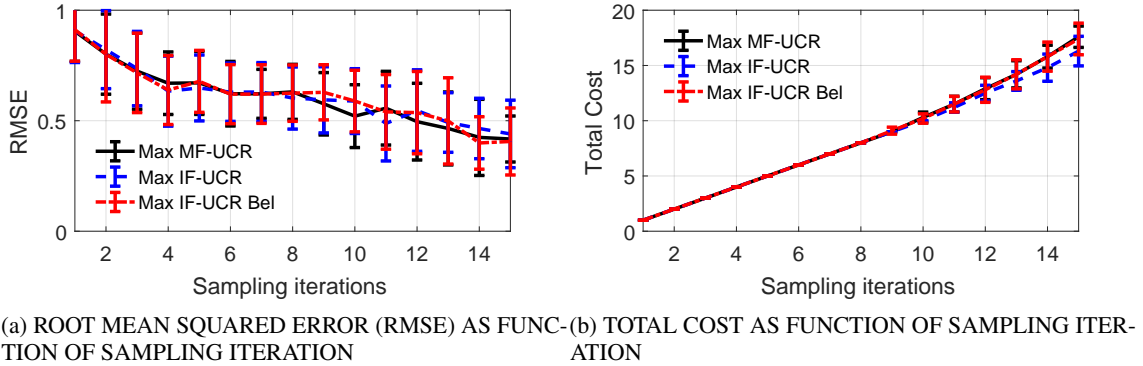 1
0.5
0
RMSE
Max MF-UCR
Max IF-UCR
Max IF-UCR Bel
2 4 6 8 10 12 14
Sampling iterations
20
15
10
5
0
Total Cost
Max MF-UCR
Max IF-UCR
Max IF-UCR Bel
2 4 6 8 10 12 14
Sampling iterations
(a) ROOT MEAN SQUARED ERROR (RMSE) AS FUNC-
TION OF SAMPLING ITERATION
(b) TOTAL COST AS FUNCTION OF SAMPLING ITER-
ATION